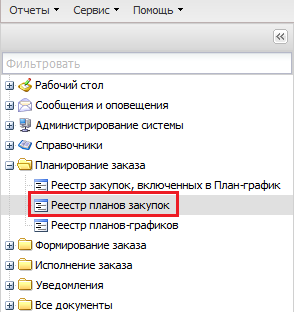 Отчеты Сервис Помощь
Фильтровать
Рабочий стол
Сообщения и оповещения
Администрирование системы
Справочники
Планирование заказа
Реестр закупок, включенных в План-график
Реестр планов закупок
Реестр планов-графиков
Формирование заказа
Исполнение заказа
Уведомления
Все документы